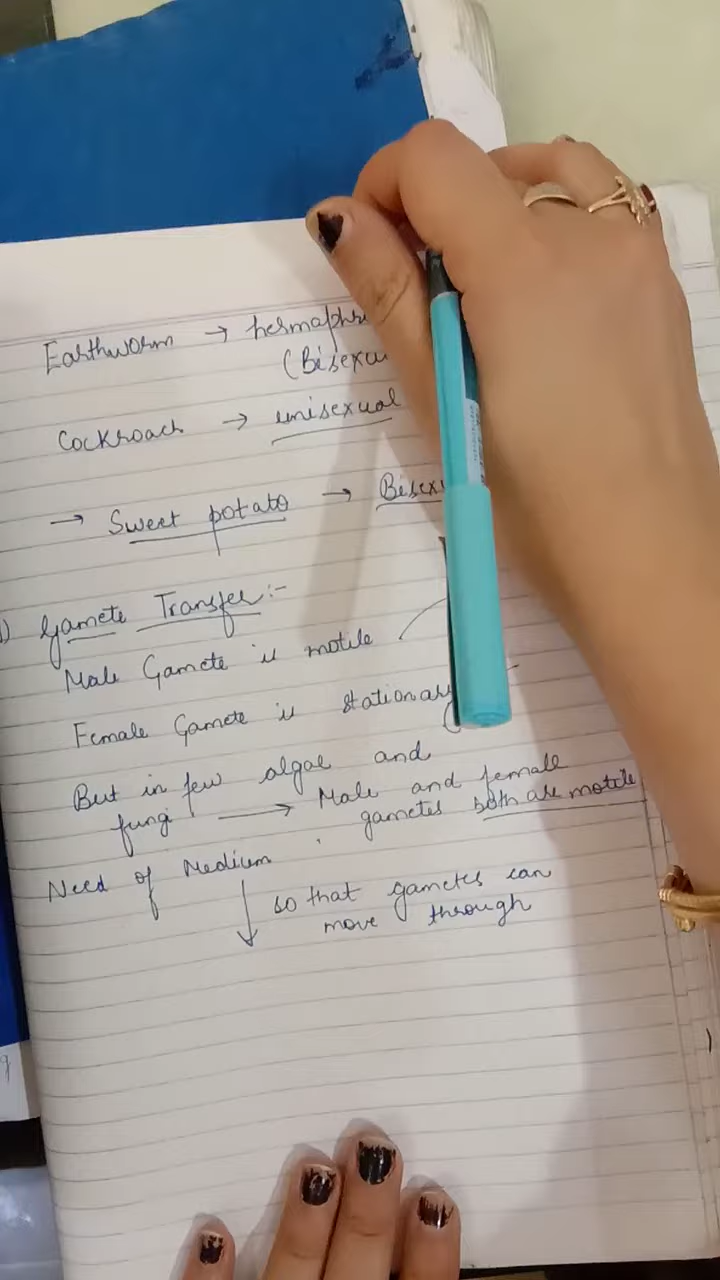 Earthworm → hermaphr
(Bisexu
Cockroach → unisexual
→ Sweet potato → Bisex
Gamete Transfer :-
Male Gamete is motile
Female Gamete is stationary
But in few algae and
fungi → Male and female
gametes both are motile
Need of Medium
↓ so that gametes can
move through